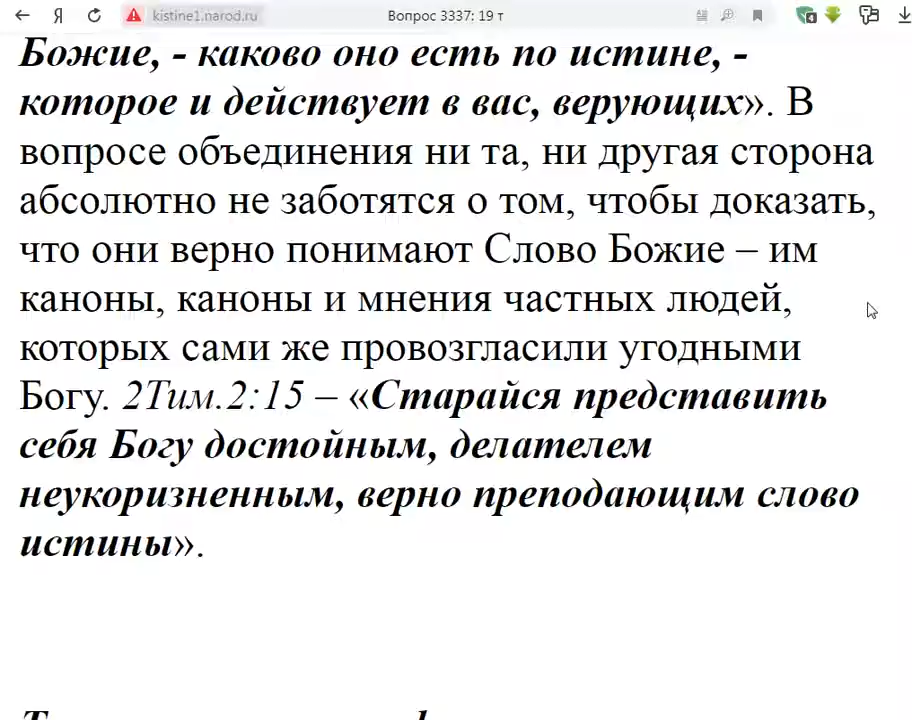 Я kistine1.narod.ru Вопрос 3337: 19 т
4
Божие, - каково оно есть по истине, -
которое и действует в вас, верующих». В
вопросе объединения ни та, ни другая сторона
абсолютно не заботятся о том, чтобы доказать,
что они верно понимают Слово Божие – им
каноны, каноны и мнения частных людей,
которых сами же провозгласили угодными
Богу. 2Тим.2:15 – «Старайся представить
себя Богу достойным, делателем
неукоризненным, верно преподающим слово
истины».